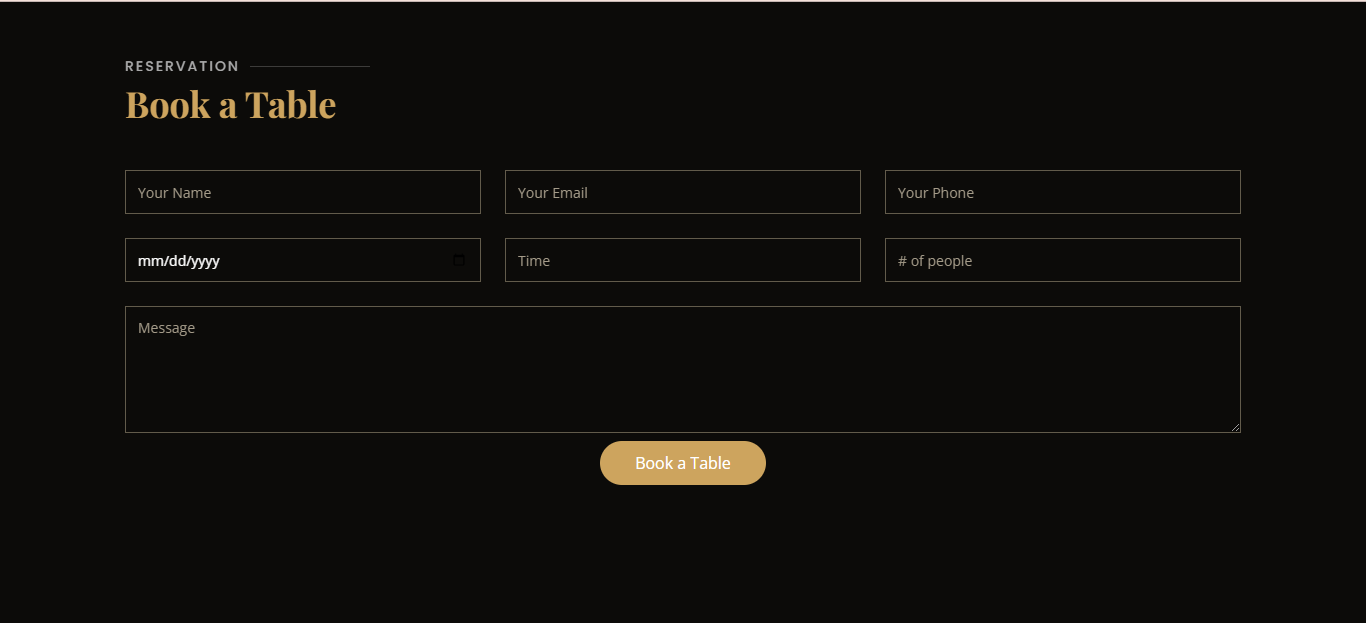 RESERVATION
Book a Table
Your Name
Your Email
Your Phone
mm/dd/yyyy
Time
# of people
Message
Book a Table